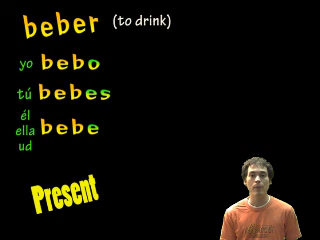 beber (to drink)
yo bebo
tú bebes
él
ella bebe
ud
Present